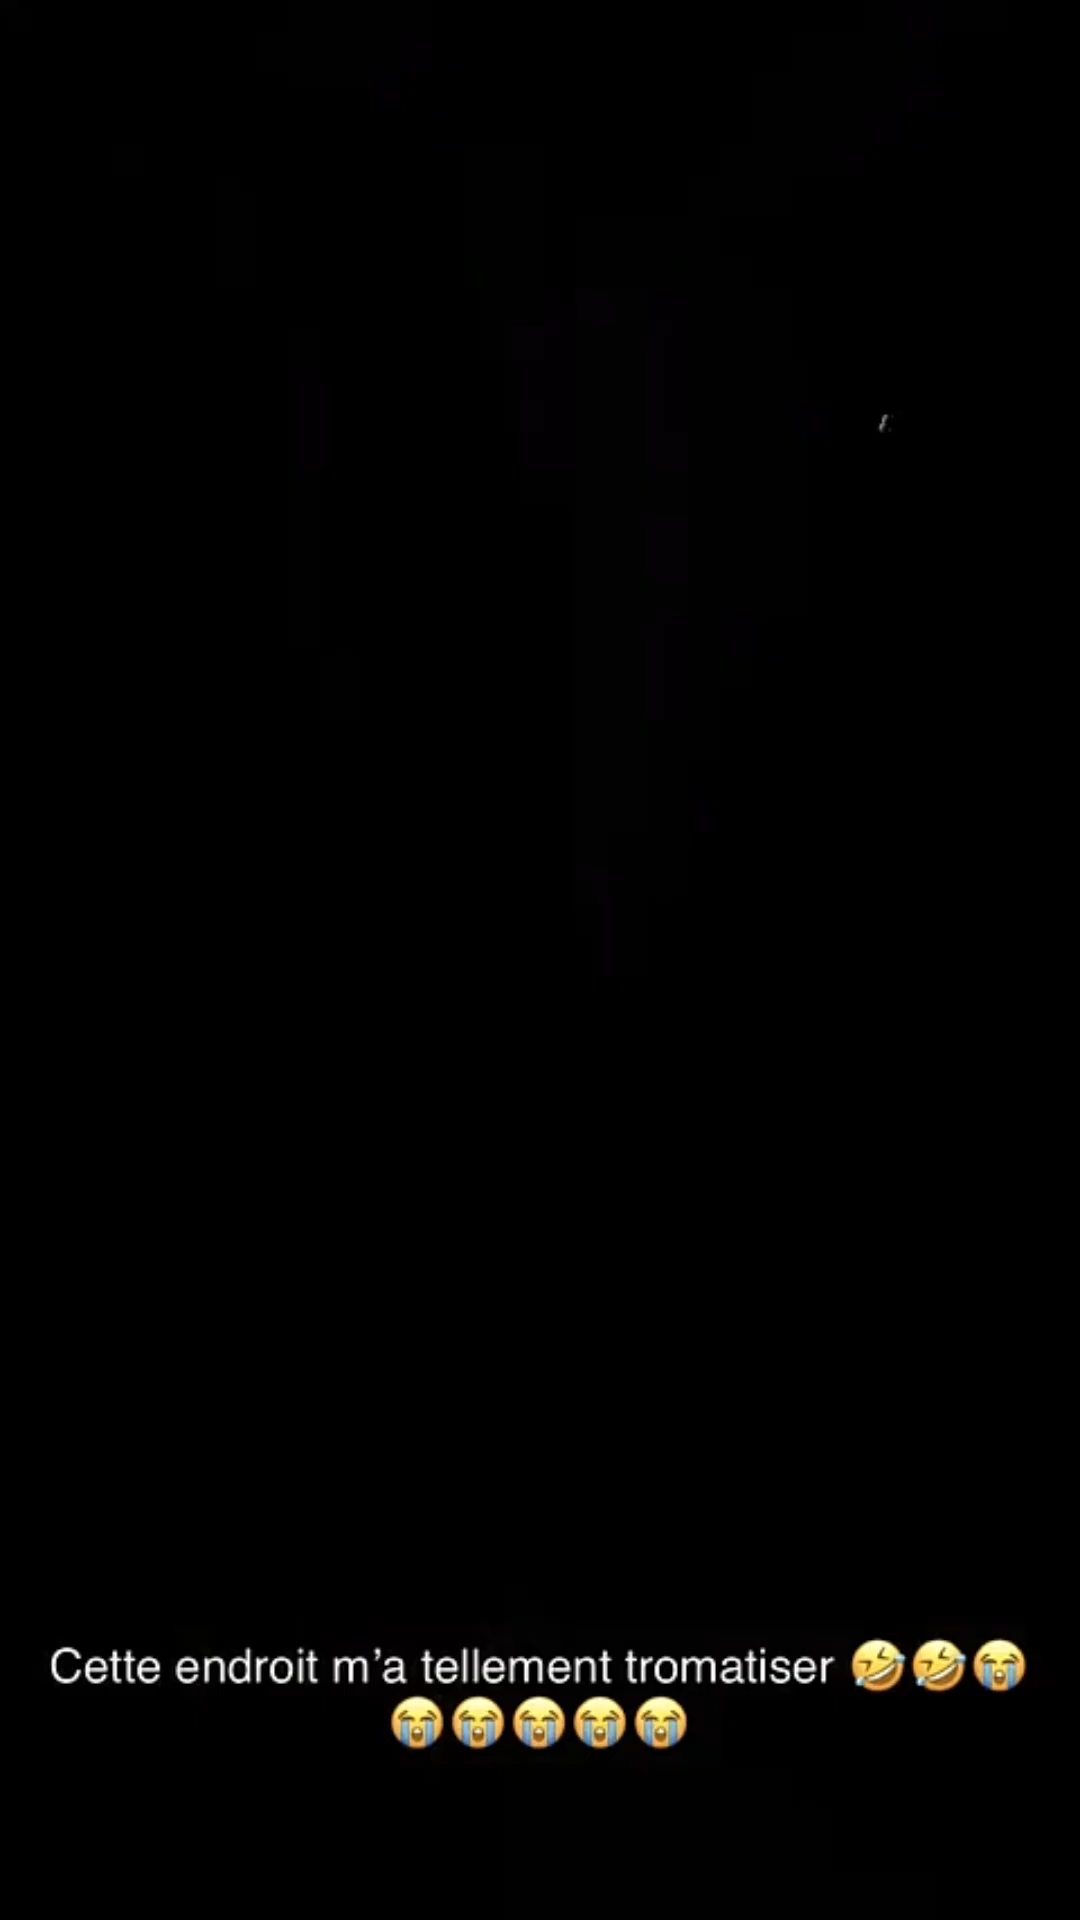 Cette endroit m’a tellement tromatiser 🤣🤣😭
😭😭😭😭😭